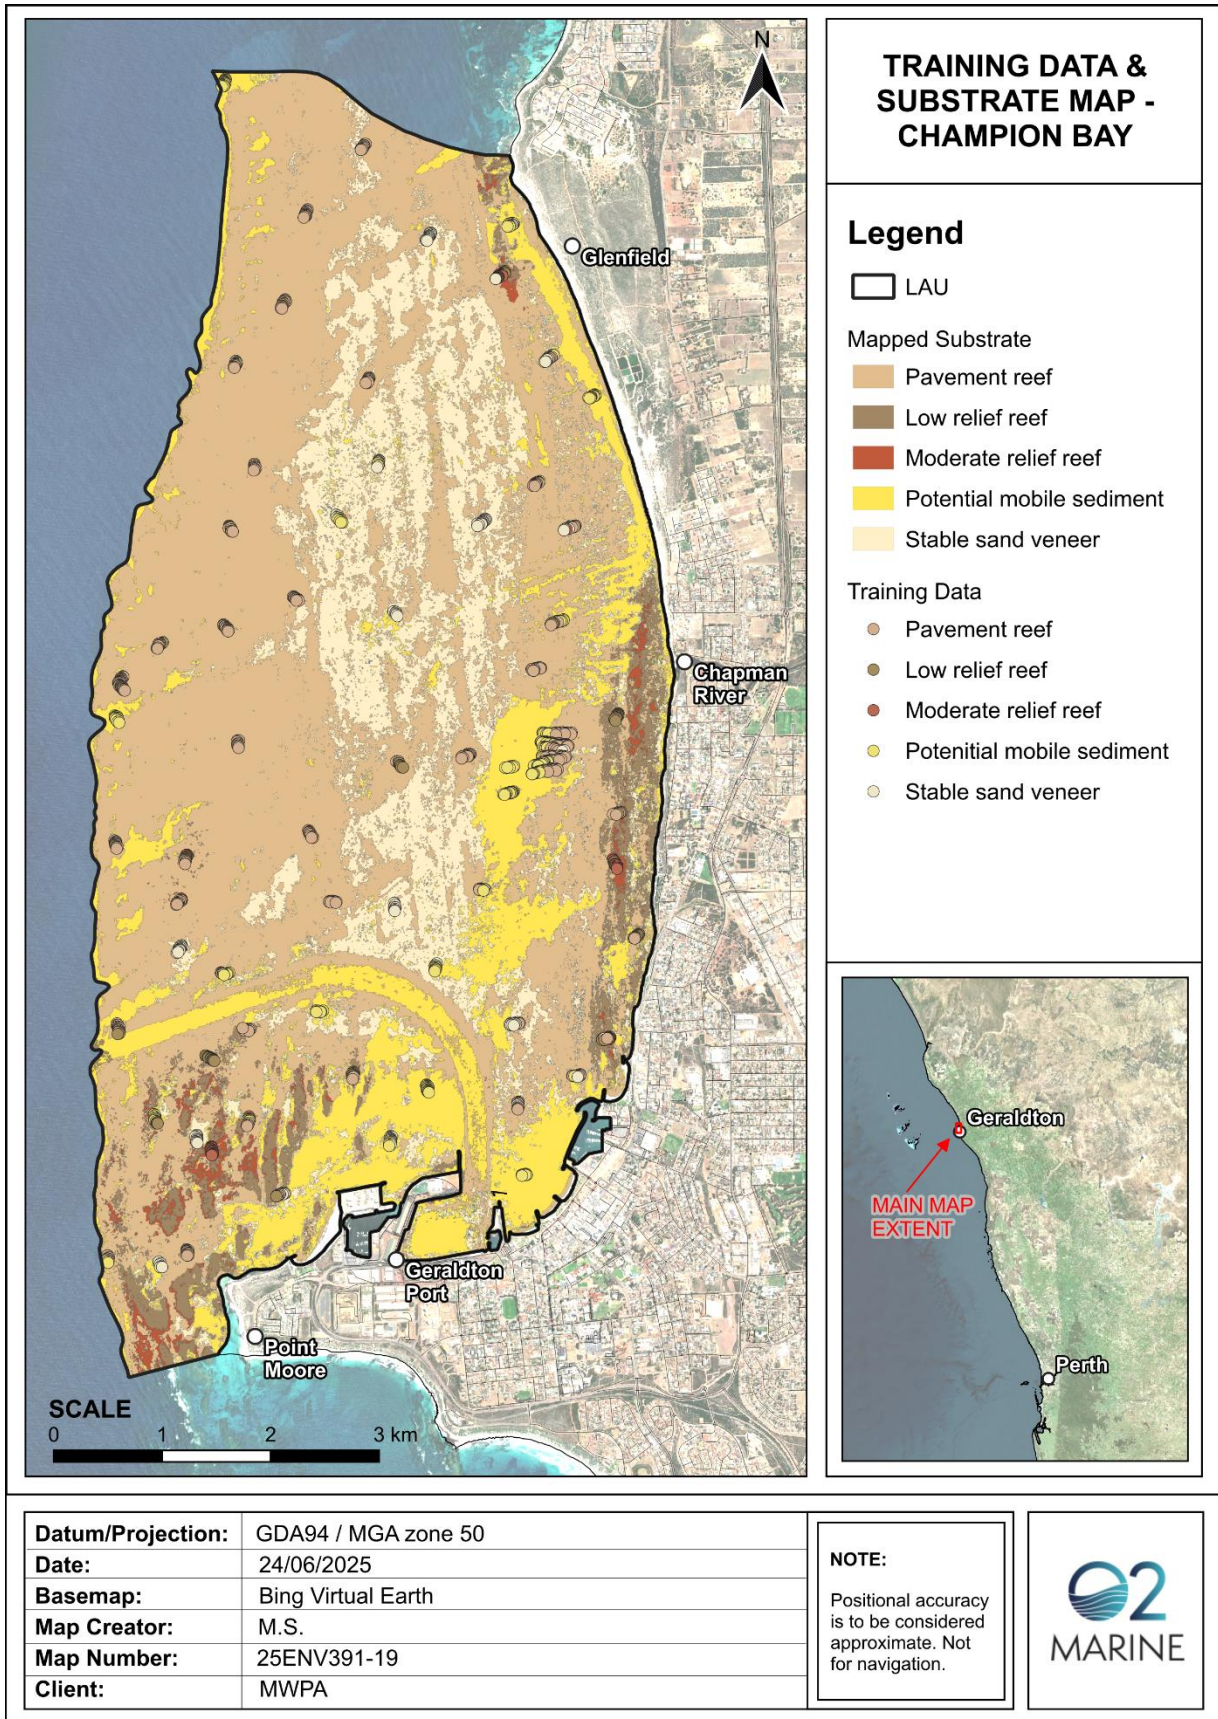 TRAINING DATA &
SUBSTRATE MAP -
CHAMPION BAY
N
Glenfield
Chapman
River
Geraldton
Port
Point
Moore
SCALE
0 1 2 3 km
Legend
LAU
Mapped Substrate
Pavement reef
Low relief reef
Moderate relief reef
Potential mobile sediment
Stable sand veneer
Training Data
Pavement reef
Low relief reef
Moderate relief reef
Potenitial mobile sediment
Stable sand veneer
Geraldton
MAIN MAP
EXTENT
Perth
Datum/Projection: GDA94 / MGA zone 50
Date: 24/06/2025
Basemap: Bing Virtual Earth
Map Creator: M.S.
Map Number: 25ENV391-19
Client: MWPA
NOTE:
Positional accuracy
is to be considered
approximate. Not
for navigation.
O2
MARINE